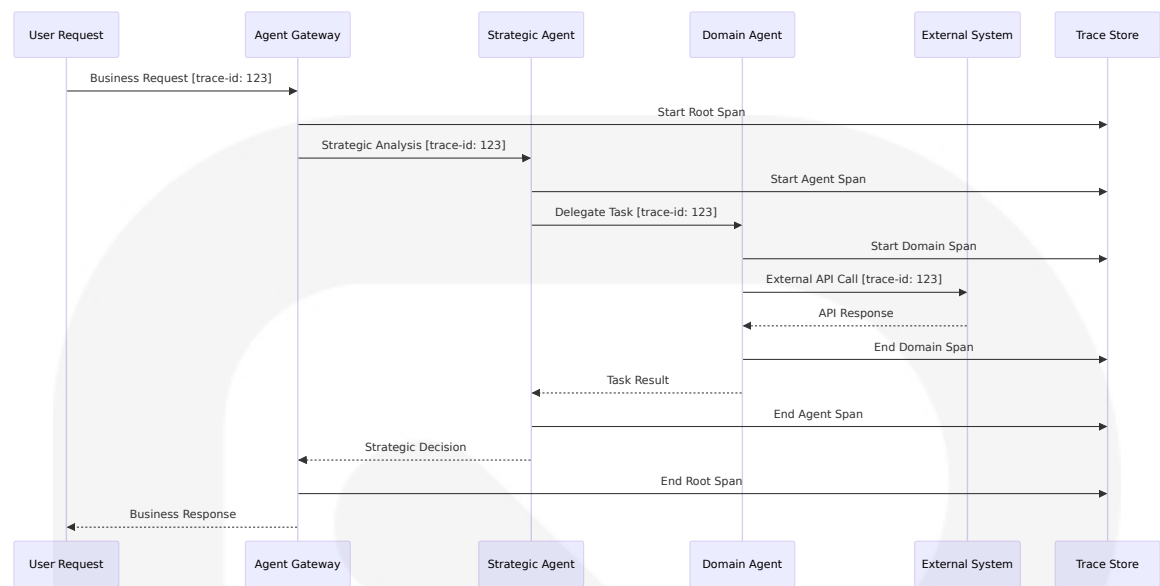 User Request
Agent Gateway
Strategic Agent
Domain Agent
External System
Trace Store
Business Request [trace-id: 123]
Start Root Span
Strategic Analysis [trace-id: 123]
Start Agent Span
Delegate Task [trace-id: 123]
Start Domain Span
External API Call [trace-id: 123]
API Response
End Domain Span
Task Result
End Agent Span
Strategic Decision
End Root Span
Business Response
User Request
Agent Gateway
Strategic Agent
Domain Agent
External System
Trace Store